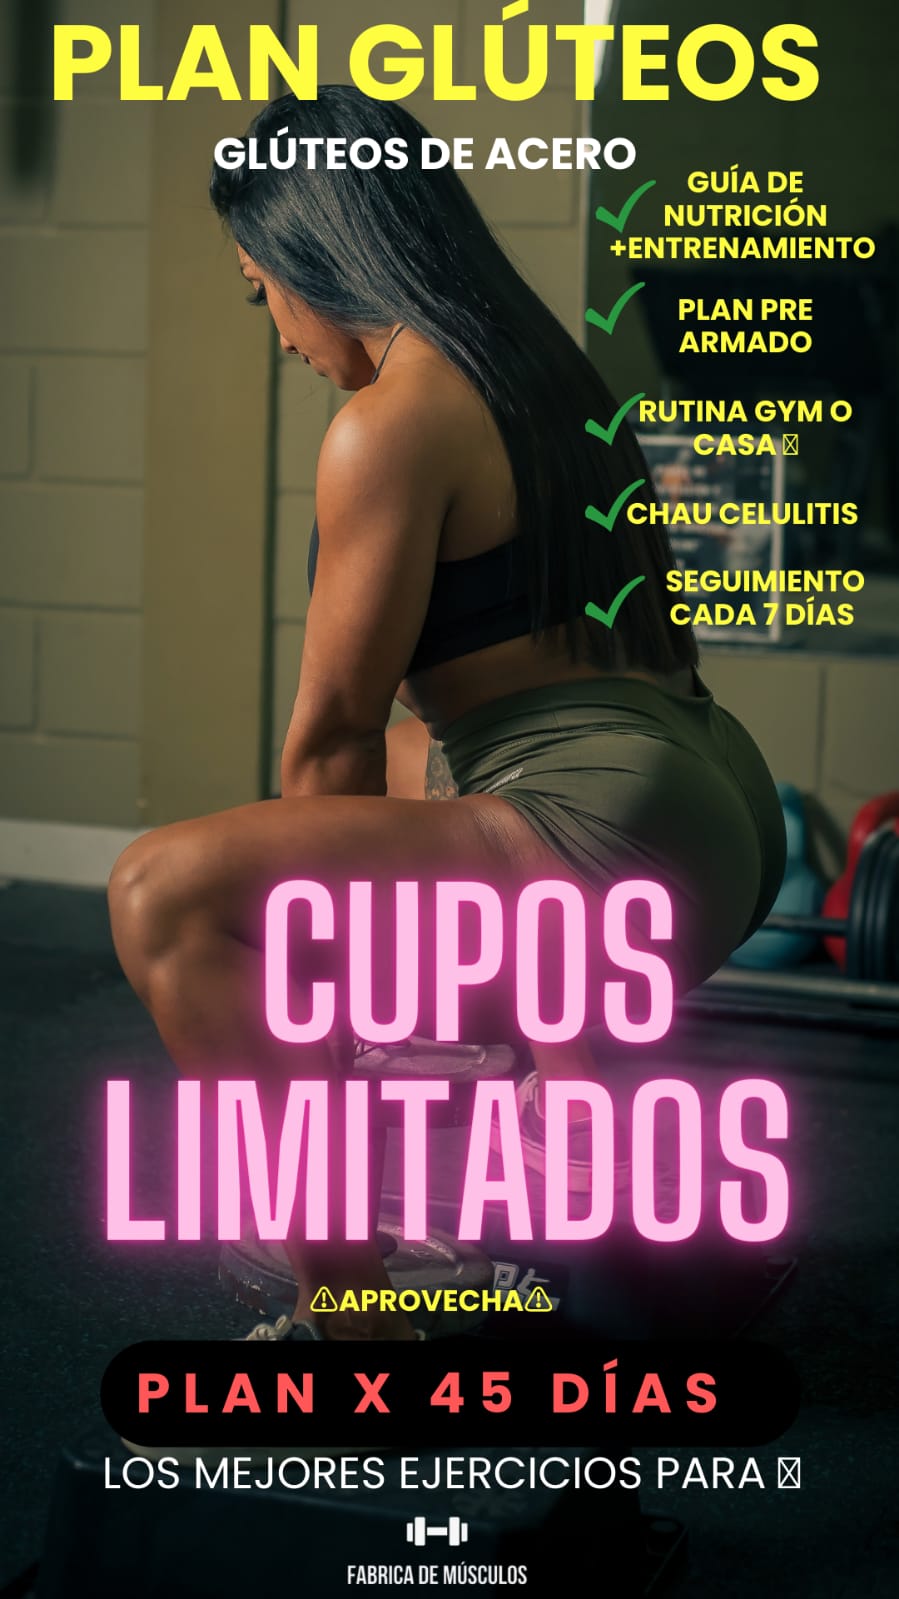 PLAN GLÚTEOS
GLÚTEOS DE ACERO
GUÍA DE
NUTRICIÓN
+ENTRENAMIENTO
PLAN PRE
ARMADO
RUTINA GYM O
CASA
CHAU CELULITIS
SEGUIMIENTO
CADA 7 DÍAS
CUPOS
LIMITADOS
⚠APROVECHA⚠
PLAN X 45 DÍAS
LOS MEJORES EJERCICIOS PARA
FABRICA DE MÚSCULOS